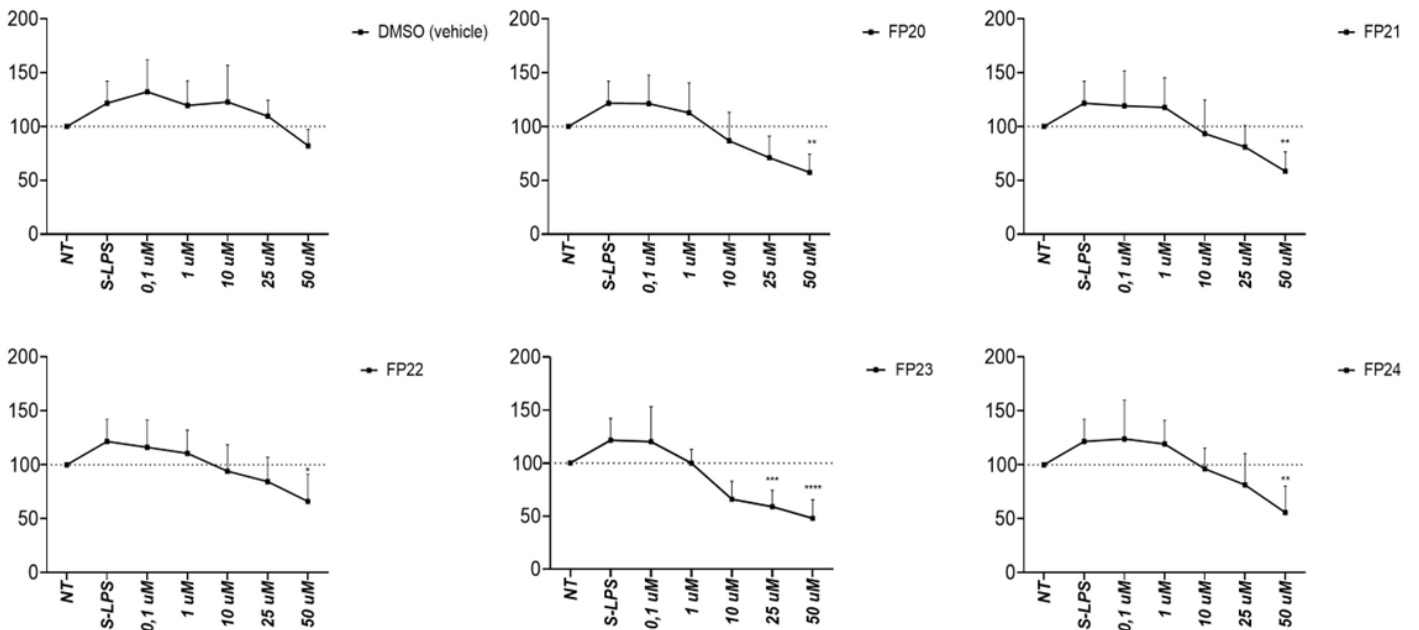 200
150
100
50
0
DMSO (vehicle)
NT
S-LPS
0,1 uM
1 uM
10 uM
25 uM
50 uM
200
150
100
50
0
FP20
**
NT
S-LPS
0,1 uM
1 uM
10 uM
25 uM
50 uM
200
150
100
50
0
FP21
**
NT
S-LPS
0,1 uM
1 uM
10 uM
25 uM
50 uM
200
150
100
50
0
FP22
*
NT
S-LPS
0,1 uM
1 uM
10 uM
25 uM
50 uM
200
150
100
50
0
FP23
***
****
NT
S-LPS
0,1 uM
1 uM
10 uM
25 uM
50 uM
200
150
100
50
0
FP24
**
NT
S-LPS
0,1 uM
1 uM
10 uM
25 uM
50 uM